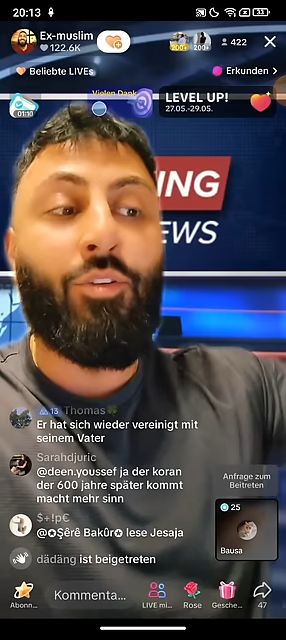 20:13
33
Ex-muslim
122.6K
200+
200+
422
Beliebte LIVEs
Erkunden
Vielen Dank
01:10
LEVEL UP!
27.05.-29.05.
ING
EWS
13 Thomas
Er hat sich wieder vereinigt mit
seinem Vater
Sarahdjuric
@deen.youssef ja der koran
der 600 jahre später kommt
macht mehr sinn
Anfrage zum
Beitreten
25
Bausa
$+!p€
@✪Şêrê Bakûr✪ lese Jesaja
dädäng ist beigetreten
Abonn...
Kommenta...
LIVE mi...
Rose
Gesche...
47